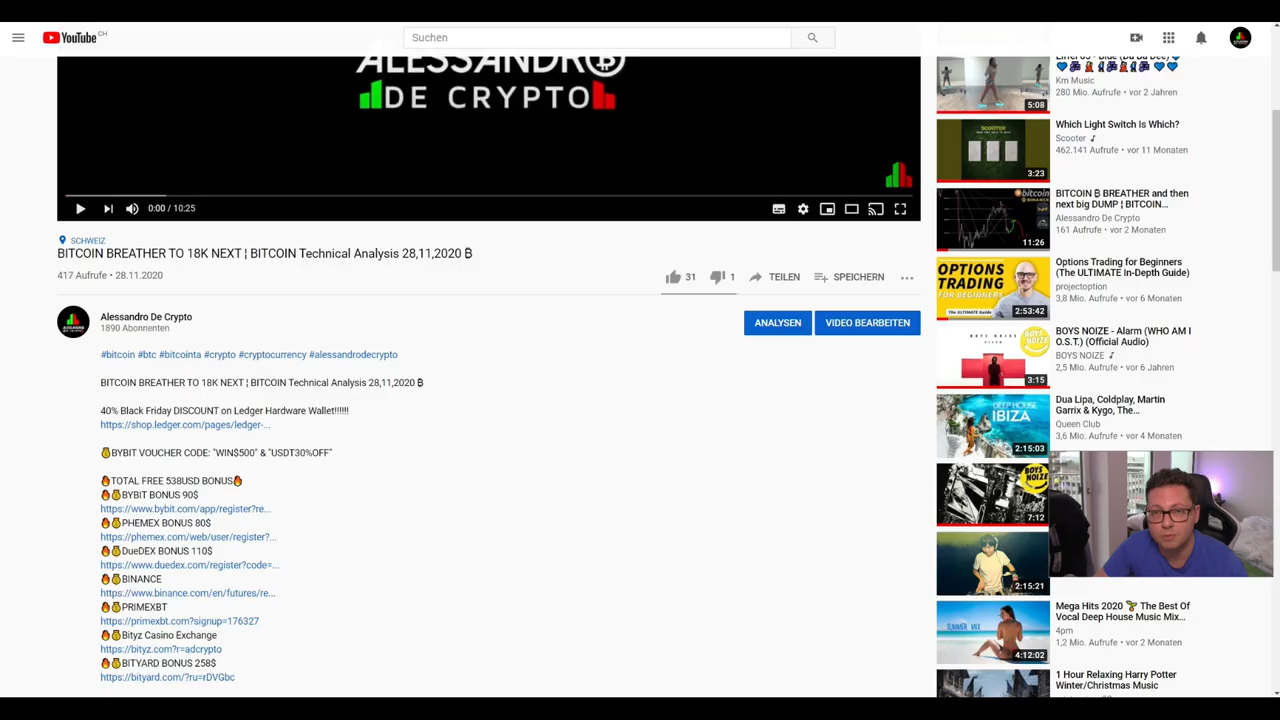 YouTube CH
Suchen
ALESSANDRO
DE CRYPTO
0:00 / 10:25
SCHWEIZ
BITCOIN BREATHER TO 18K NEXT ¦ BITCOIN Technical Analysis 28,11,2020 ₿
417 Aufrufe • 28.11.2020
31
1
TEILEN
SPEICHERN
Alessandro De Crypto
1890 Abonnenten
ANALYSEN
VIDEO BEARBEITEN
#bitcoin #btc #bitcointa #crypto #cryptocurrency #alessandrodecrypto
BITCOIN BREATHER TO 18K NEXT ¦ BITCOIN Technical Analysis 28,11,2020 ₿
40% Black Friday DISCOUNT on Ledger Hardware Wallet!!!!!!
https://shop.ledger.com/pages/ledger-...
💰BYBIT VOUCHER CODE: "WIN$500" & "USDT30%OFF"
🔥TOTAL FREE 538USD BONUS🔥
🔥💰BYBIT BONUS 90$
https://www.bybit.com/app/register?re...
🔥💰PHEMEX BONUS 80$
https://phemex.com/web/user/register?...
🔥💰DueDEX BONUS 110$
https://www.duedex.com/register?code=...
🔥💰BINANCE
https://www.binance.com/en/futures/re...
🔥💰PRIMEXBT
https://primexbt.com?signup=176327
🔥💰Bityz Casino Exchange
https://bityz.com?r=adcrypto
🔥💰BITYARD BONUS 258$
https://bityard.com/?ru=rDVGbc
Km Music
280 Mio. Aufrufe • vor 2 Jahren
5:08
Which Light Switch Is Which?
Scooter
462.141 Aufrufe • vor 11 Monaten
SCOOTER
3:23
BITCOIN ₿ BREATHER and then
next big DUMP ¦ BITCOIN...
Alessandro De Crypto
161 Aufrufe • vor 2 Monaten
bitcoin
BINANCE
11:26
Options Trading for Beginners
(The ULTIMATE In-Depth Guide)
projectoption
3,8 Mio. Aufrufe • vor 6 Monaten
OPTIONS
TRADING
FOR BEGINNERS
The ULTIMATE Guide
2:53:42
BOYS NOIZE - Alarm (WHO AM I
O.S.T.) (Official Audio)
BOYS NOIZE
2,5 Mio. Aufrufe • vor 6 Jahren
BOYS NOIZE
3:15
Dua Lipa, Coldplay, Martin
Garrix & Kygo, The...
Queen Club
3,6 Mio. Aufrufe • vor 4 Monaten
DEEP HOUSE
IBIZA
2:15:03
BOYS NOIZE
7:12
2:15:21
Mega Hits 2020 🌱 The Best Of
Vocal Deep House Music Mix...
4pm
1,2 Mio. Aufrufe • vor 2 Monaten
SUMMER MIX
4:12:02
1 Hour Relaxing Harry Potter
Winter/Christmas Music